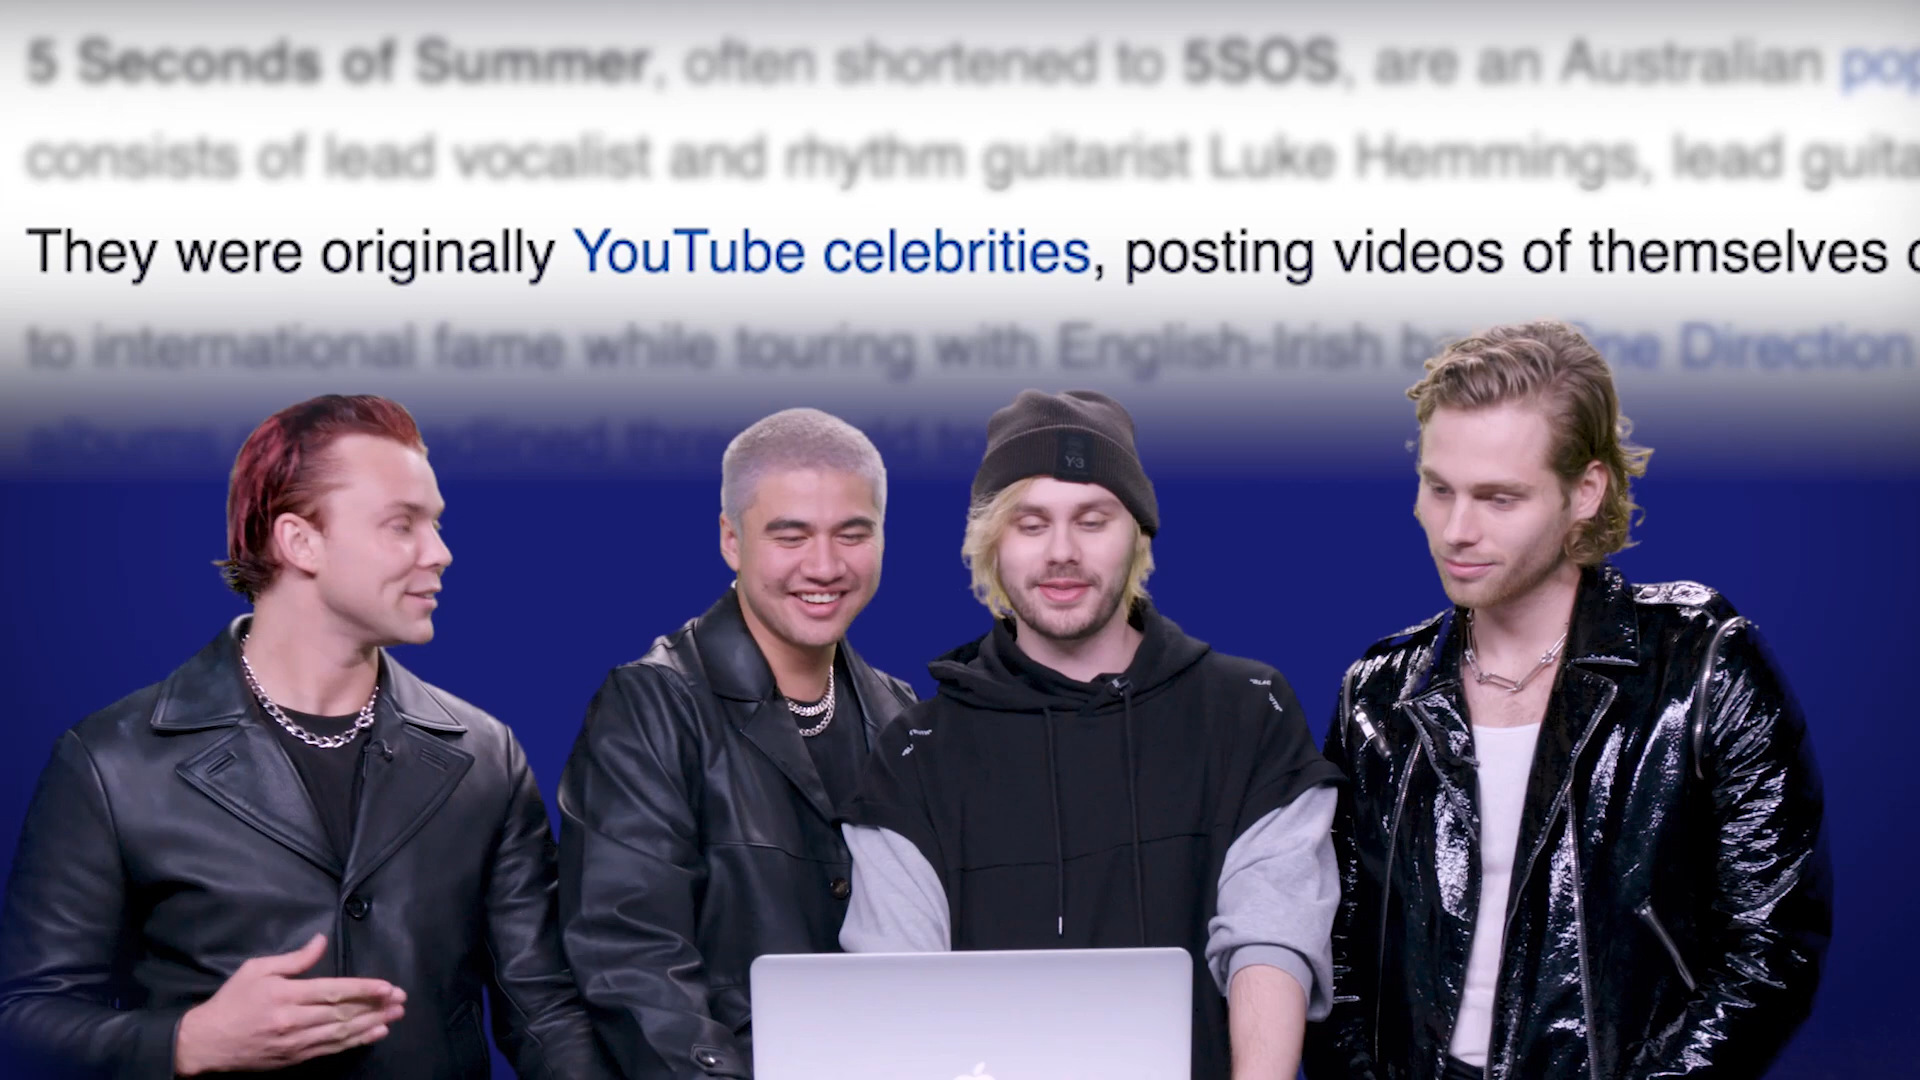 5 Seconds of Summer, often shortened to 5SOS, are an Australian pop
consists of lead vocalist and rhythm guitarist Luke Hemmings, lead guita
They were originally YouTube celebrities, posting videos of themselves
to international fame while touring with English-Irish One Direction
albums
Y-3